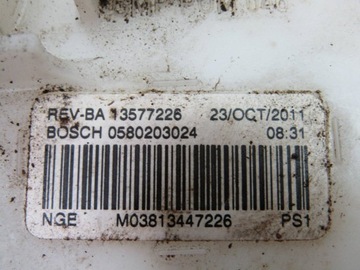 REV-BA 13577226 23/OCT/2011
BOSCH 0580203024 08:31
NGE M03813447226 PS1